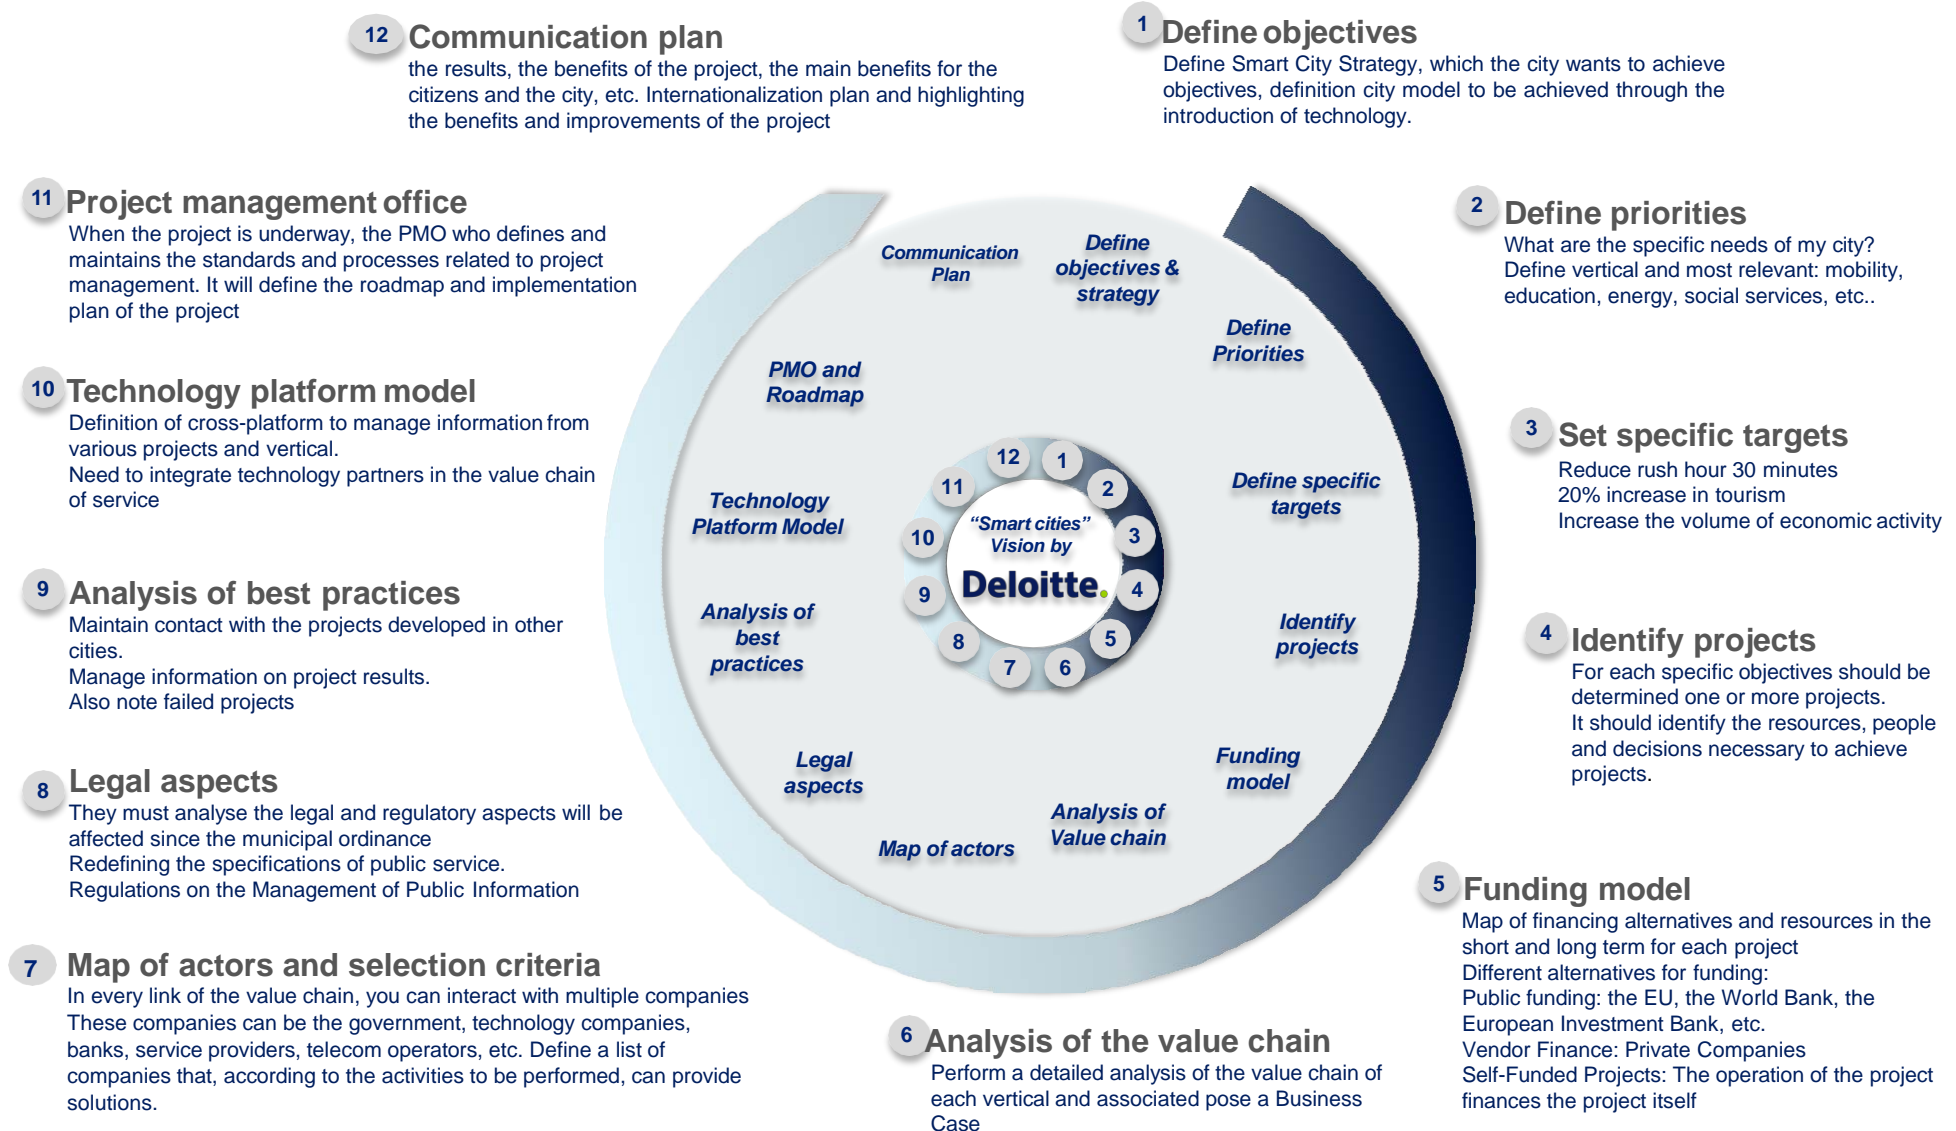 12
Communication plan
the results, the benefits of the project, the main benefits for the
citizens and the city, etc. Internationalization plan and highlighting
the benefits and improvements of the project
1
Define objectives
Define Smart City Strategy, which the city wants to achieve
objectives, definition city model to be achieved through the
introduction of technology.
11
Project management office
When the project is underway, the PMO who defines and
maintains the standards and processes related to project
management. It will define the roadmap and implementation
plan of the project
2
Define priorities
What are the specific needs of my city?
Define vertical and most relevant: mobility,
education, energy, social services, etc..
10
Technology platform model
Definition of cross-platform to manage information from
various projects and vertical.
Need to integrate technology partners in the value chain
of service
3
Set specific targets
Reduce rush hour 30 minutes
20% increase in tourism
Increase the volume of economic activity
9
Analysis of best practices
Maintain contact with the projects developed in other
cities.
Manage information on project results.
Also note failed projects
4
Identify projects
For each specific objectives should be
determined one or more projects.
It should identify the resources, people
and decisions necessary to achieve
projects.
8
Legal aspects
They must analyse the legal and regulatory aspects will be
affected since the municipal ordinance
Redefining the specifications of public service.
Regulations on the Management of Public Information
5
Funding model
Map of financing alternatives and resources in the
short and long term for each project
Different alternatives for funding:
Public funding: the EU, the World Bank, the
European Investment Bank, etc.
Vendor Finance: Private Companies
Self-Funded Projects: The operation of the project
finances the project itself
7
Map of actors and selection criteria
In every link of the value chain, you can interact with multiple companies
These companies can be the government, technology companies,
banks, service providers, telecom operators, etc. Define a list of
companies that, according to the activities to be performed, can provide
solutions.
6
Analysis of the value chain
Perform a detailed analysis of the value chain of
each vertical and associated pose a Business
Case
Communication
Plan
Define
objectives &
strategy
Define
Priorities
Define specific
targets
Identify
projects
Funding
model
Analysis of
Value chain
Map of actors
Legal
aspects
Analysis of
best
practices
Technology
Platform Model
PMO and
Roadmap
12
1
2
3
4
5
6
7
8
9
10
11
“Smart cities”
Vision by
Deloitte.